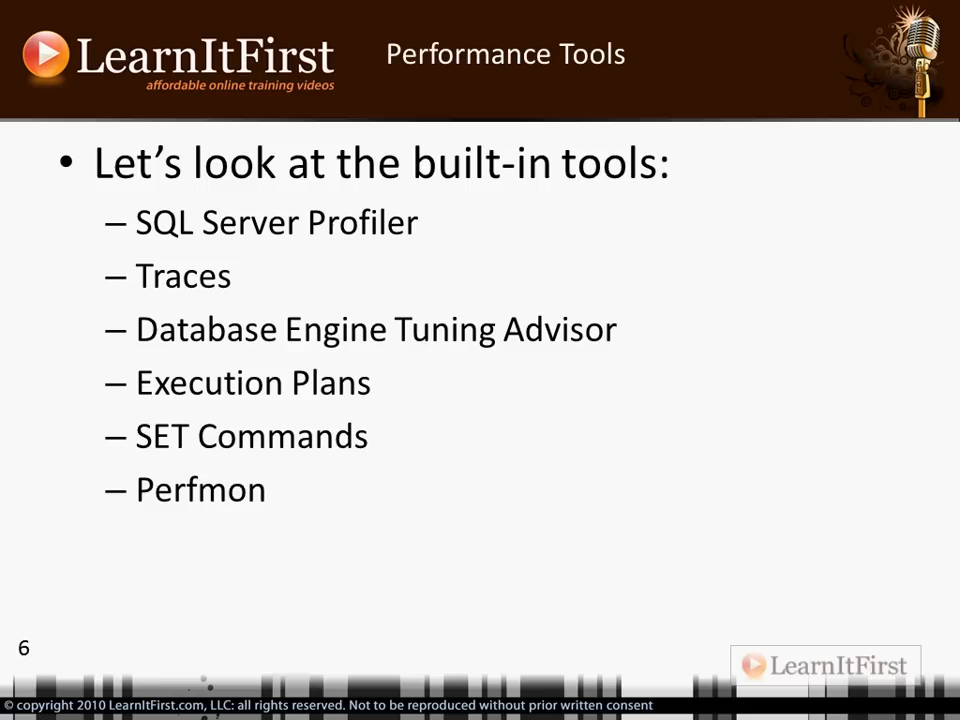 LearnItFirst
affordable online training videos
Performance Tools
• Let’s look at the built-in tools:
– SQL Server Profiler
– Traces
– Database Engine Tuning Advisor
– Execution Plans
– SET Commands
– Perfmon
6
LearnItFirst
© copyright 2010 LearnItFirst.com, LLC: all rights reserved. Not to be reproduced without prior written consent